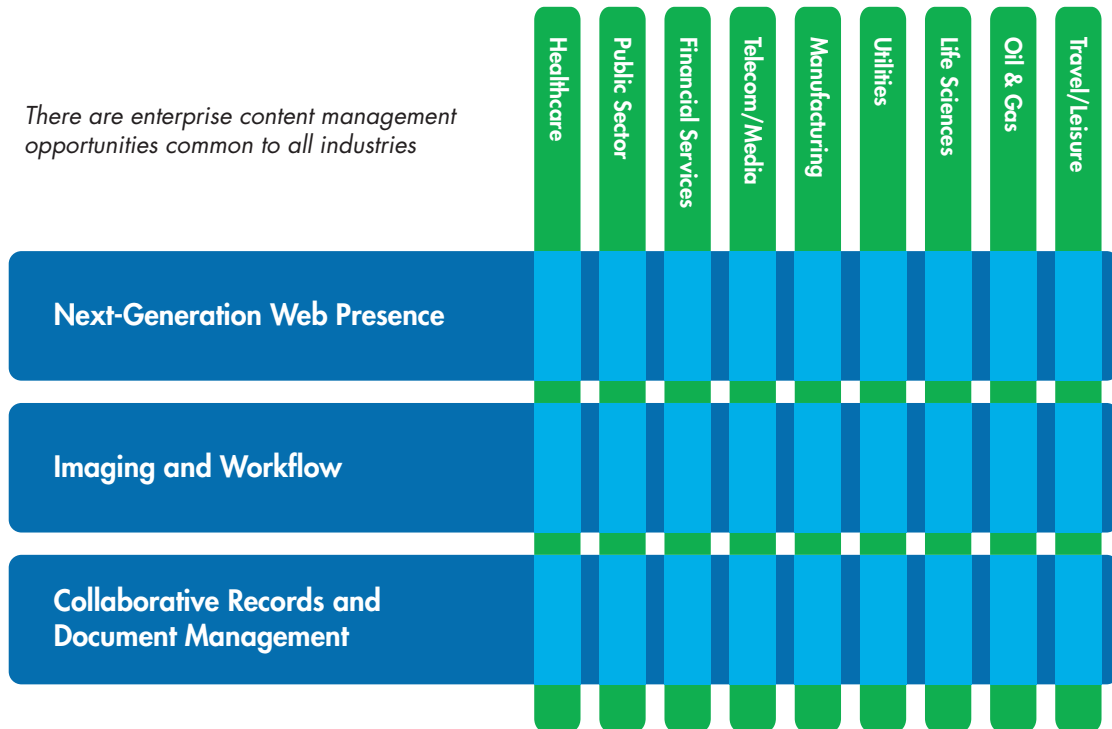 There are enterprise content management
opportunities common to all industries
Healthcare
Public Sector
Financial Services
Telecom/Media
Manufacturing
Utilities
Life Sciences
Oil & Gas
Travel/Leisure
Next-Generation Web Presence
Imaging and Workflow
Collaborative Records and
Document Management